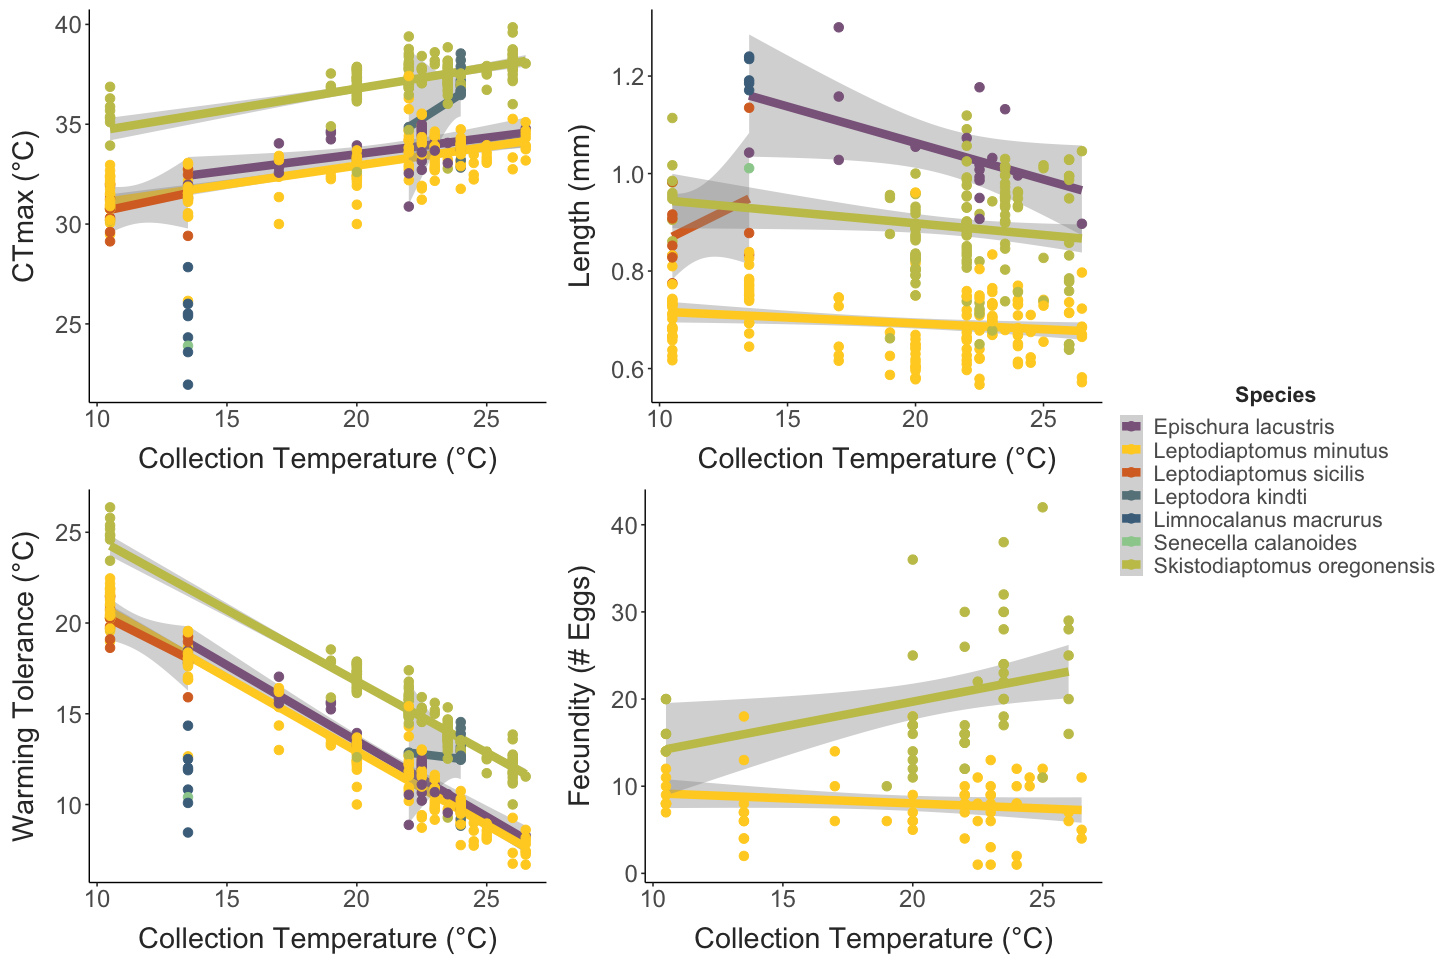 CTmax (°C)
40
35
30
25
10 15 20 25
Collection Temperature (°C)
Length (mm)
1.2
1.0
0.8
0.6
10 15 20 25
Collection Temperature (°C)
Warming Tolerance (°C)
25
20
15
10
10 15 20 25
Collection Temperature (°C)
Fecundity (# Eggs)
40
30
20
10
0
10 15 20 25
Collection Temperature (°C)
Species
Epischura lacustris
Leptodiaptomus minutus
Leptodiaptomus sicilis
Leptodora kindti
Limnocalanus macrurus
Senecella calanoides
Skistodiaptomus oregonensis